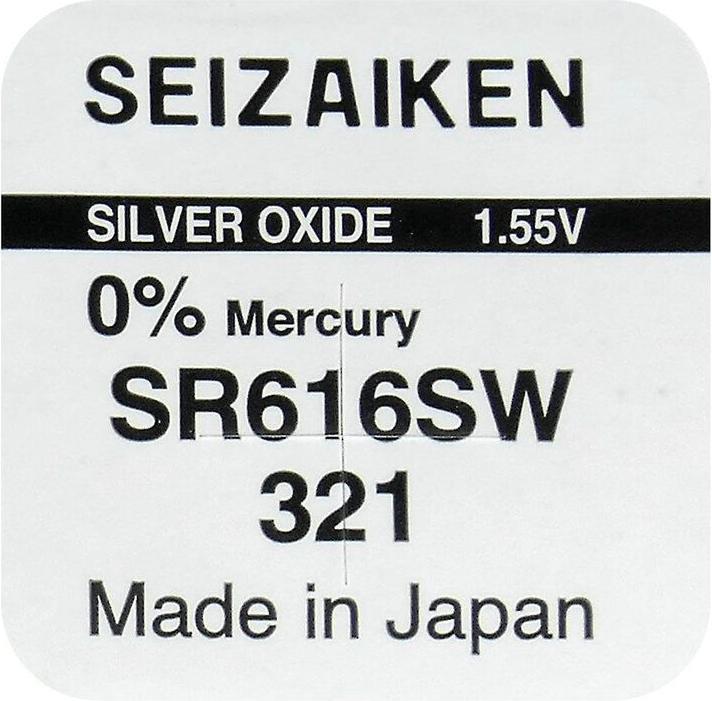 SEIZAIKEN
SILVER OXIDE 1.55V
0% Mercury
SR616SW
321
Made in Japan